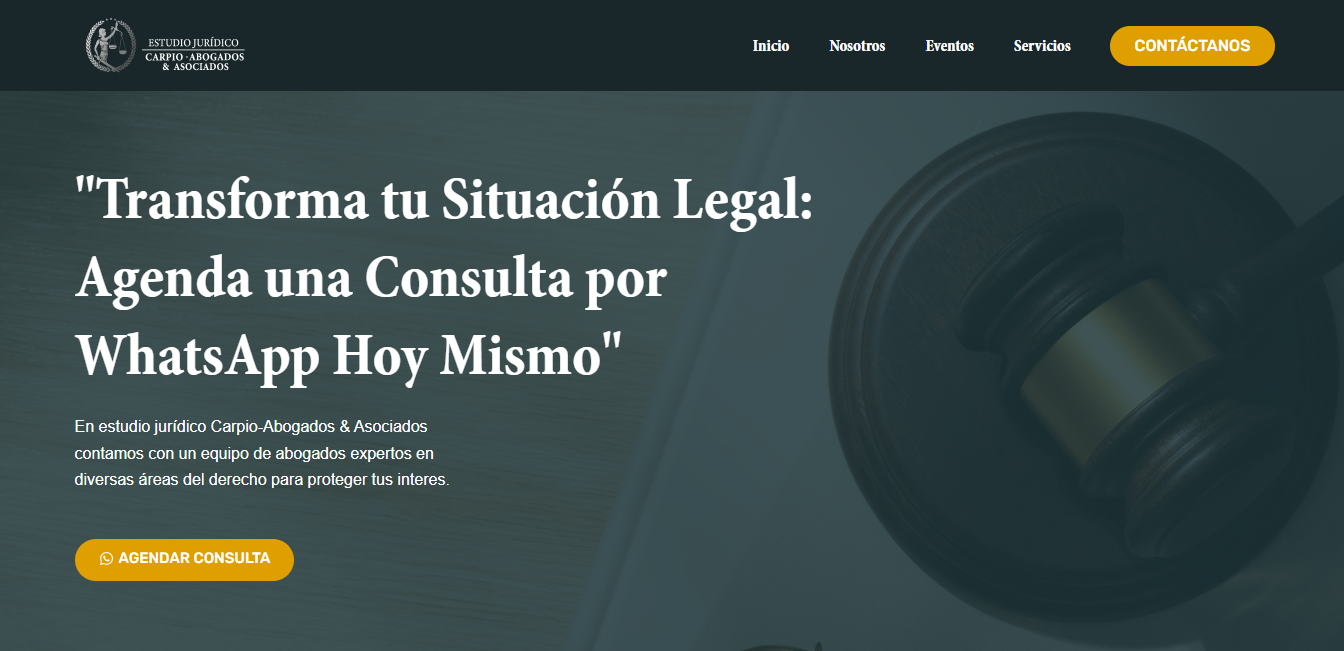 ESTUDIO JURÍDICO
CARPIO - ABOGADOS
& ASOCIADOS
Inicio
Nosotros
Eventos
Servicios
CONTÁCTANOS
"Transforma tu Situación Legal:
Agenda una Consulta por
WhatsApp Hoy Mismo"
En estudio jurídico Carpio-Abogados & Asociados
contamos con un equipo de abogados expertos en
diversas áreas del derecho para proteger tus interes.
AGENDAR CONSULTA